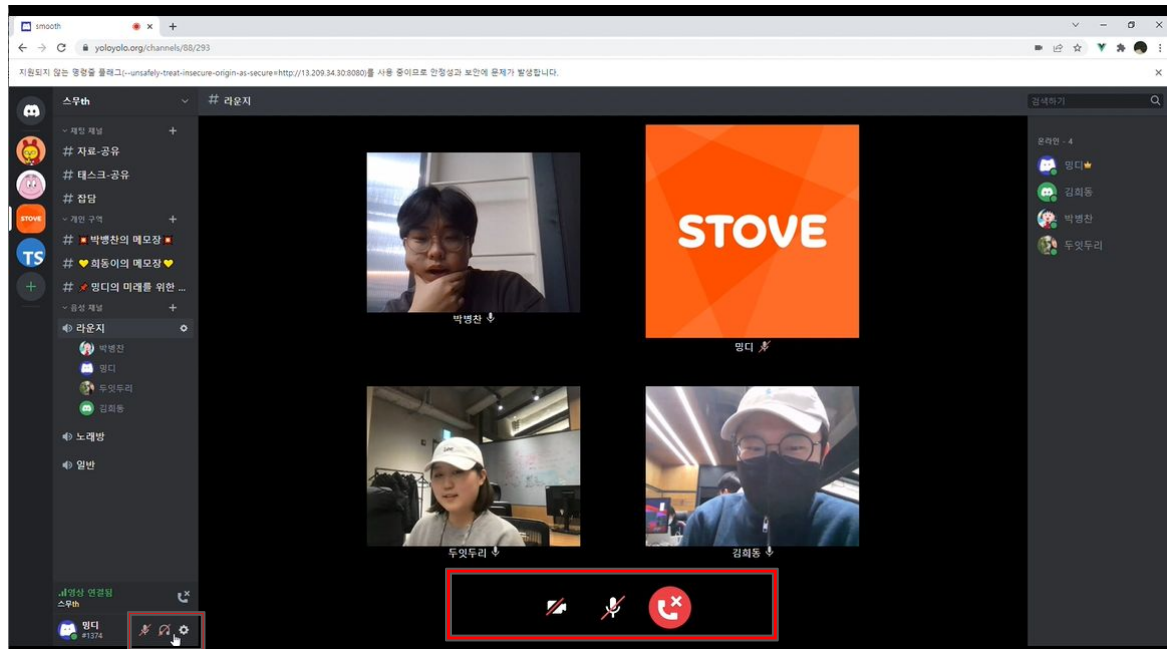 smooth
yoloyolo.org/channels/88/293
지원되지 않는 명령줄 플래그(--unsafely-treat-insecure-origin-as-secure=http://13.209.34.30:8080)를 사용 중이므로 안정성과 보안에 문제가 발생합니다.
스무th
# 라운지
검색하기
채팅 채널
# 자료-공유
# 태스크-공유
# 잡담
개인 구역
# 박뱅찬의 메모장
# 희동이의 메모장
# 밍디의 미래를 위한 ...
음성 채널
라운지
박병찬
밍디
두잇두리
김희동
노래방
일반
영상 연결됨
스무th
밍디
#1374
STOVE
TS
박병찬
STOVE
밍디
두잇두리
김희동
온라인 - 4
밍디
김희동
박병찬
두잇두리